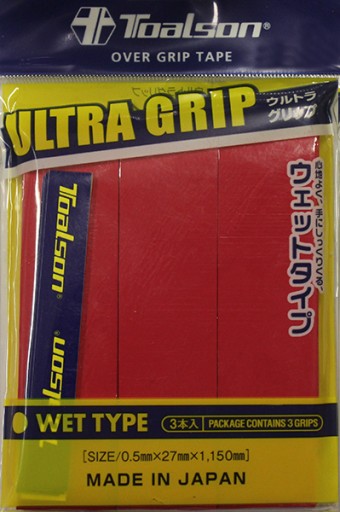 Toalson®
OVER GRIP TAPE
ULTRA GRIP
ウルトラ
グリップ
ウェットタイプ
Toalson®
Toalson®
WET TYPE
3本入
PACKAGE CONTAINS 3 GRIPS
[SIZE/0.5mm×27mm×1,150mm]
MADE IN JAPAN